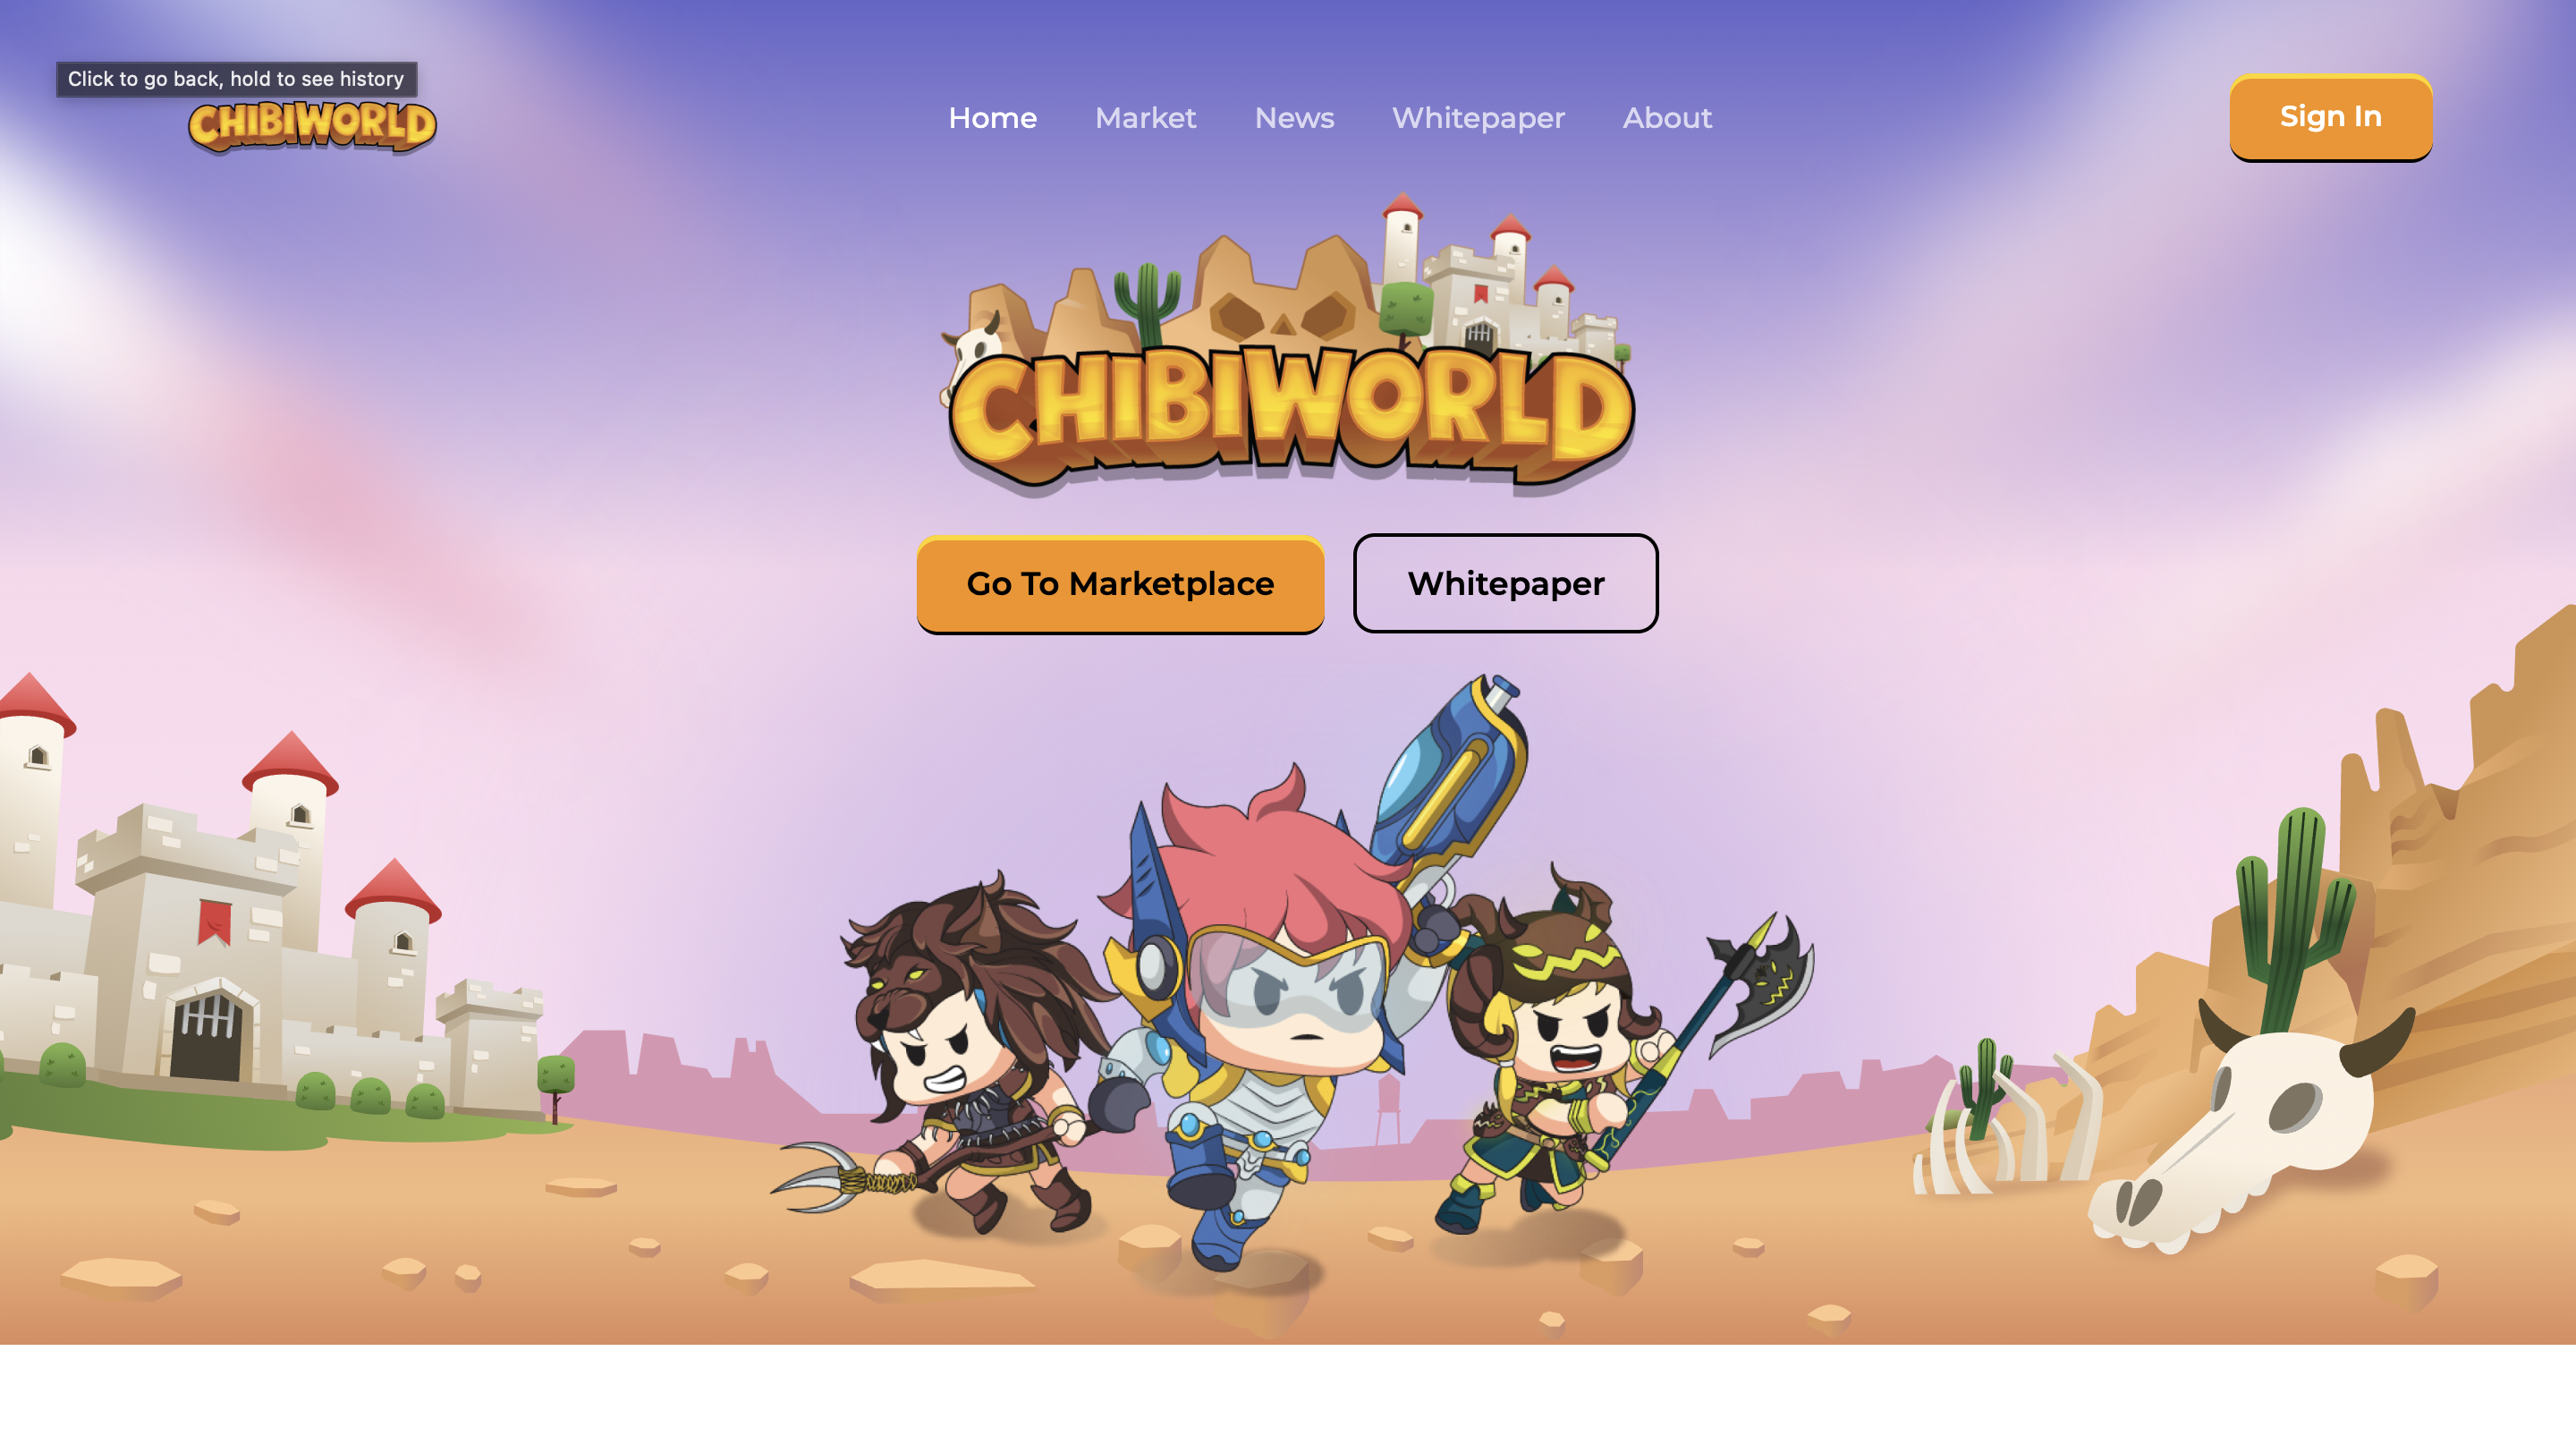 Click to go back, hold to see history
CHIBIWORLD
Home Market News Whitepaper About
Sign In
CHIBIWORLD
Go To Marketplace
Whitepaper